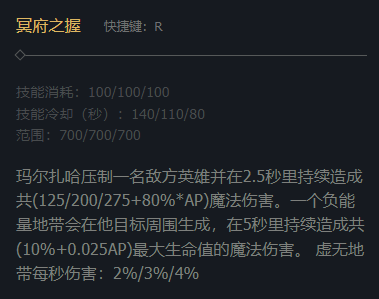 冥府之握 快捷键：R
技能消耗：100/100/100
技能冷却（秒）：140/110/80
范围：700/700/700
玛尔扎哈压制一名敌方英雄并在2.5秒里持续造成
共(125/200/275+80%*AP)魔法伤害。一个负能
量地带会在他目标周围生成，在5秒里持续造成共
(10%+0.025AP)最大生命值的魔法伤害。 虚无地
带每秒伤害：2%/3%/4%